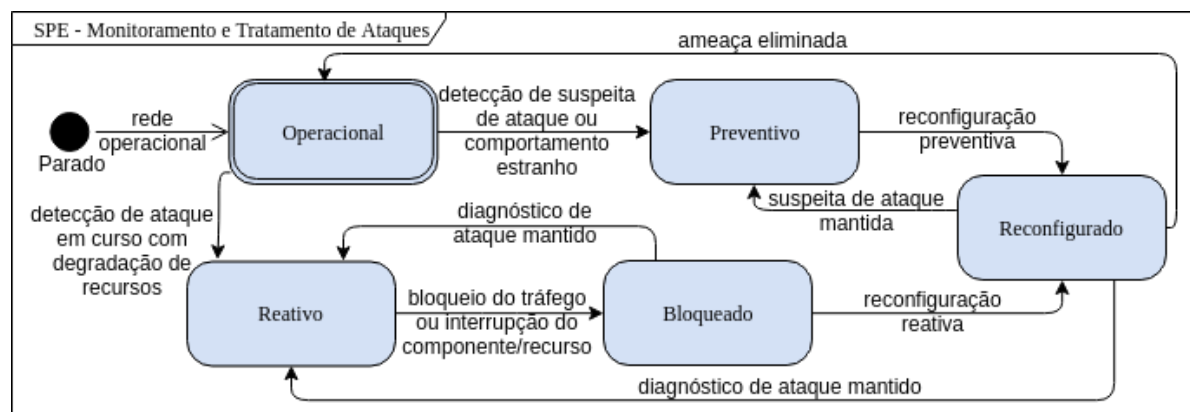 SPE - Monitoramento e Tratamento de Ataques
ameaça eliminada
rede
operacional
Parado
Operacional
detecção de suspeita
de ataque ou
comportamento
estranho
Preventivo
reconfiguração
preventiva
suspeita de ataque
mantida
Reconfigurado
detecção de ataque
em curso com
degradação de
recursos
diagnóstico de
ataque mantido
Reativo
bloqueio do tráfego
ou interrupção do
componente/recurso
Bloqueado
reconfiguração
reativa
diagnóstico de ataque mantido